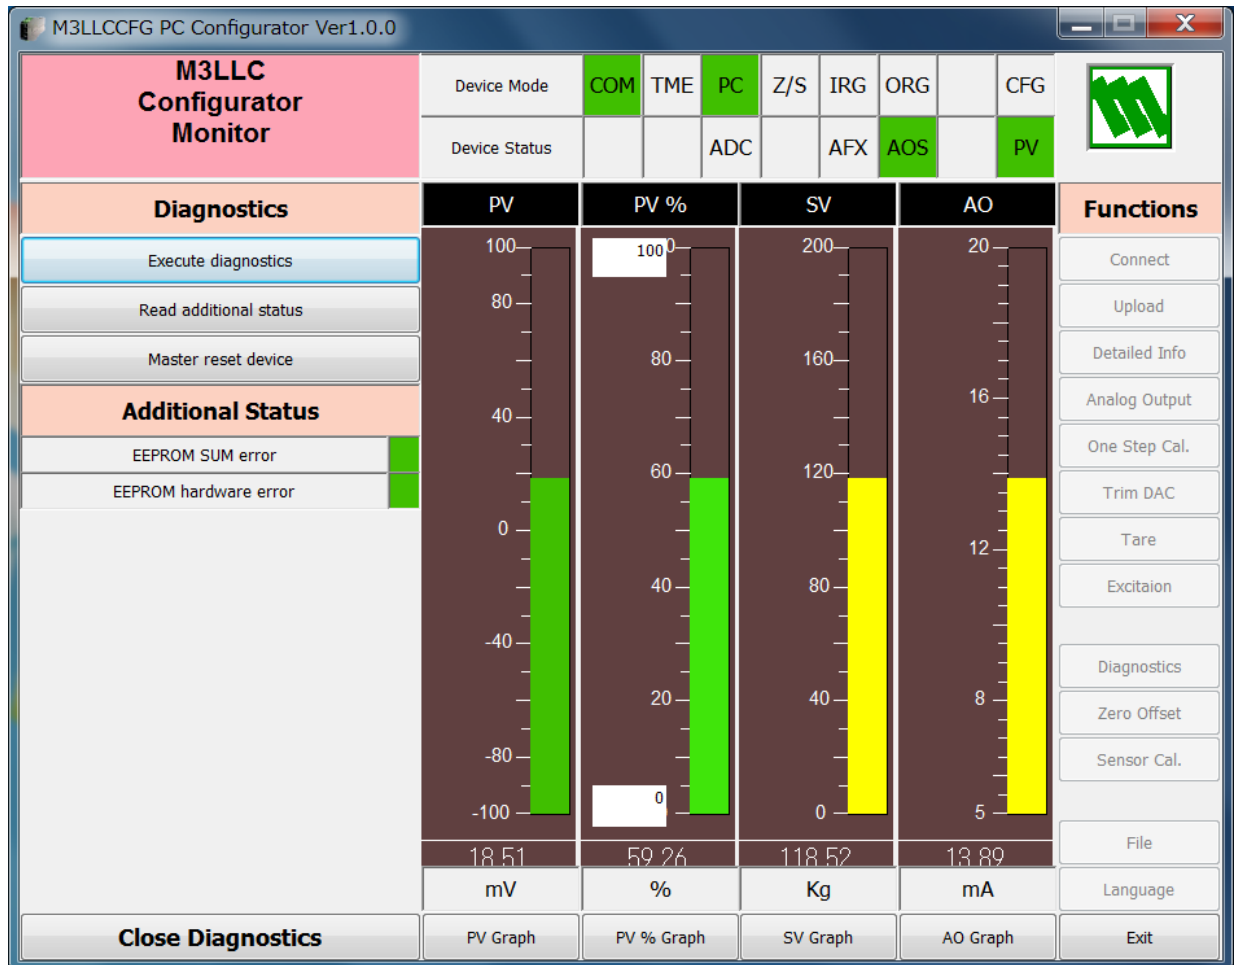 M3LLCCFG PC Configurator Ver1.0.0
M3LLC
Configurator
Monitor
Device Mode
COM TME PC Z/S IRG ORG CFG
Device Status
ADC AFX AOS PV
Diagnostics
Execute diagnostics
Read additional status
Master reset device
Additional Status
EEPROM SUM error
EEPROM hardware error
Close Diagnostics
PV
100
80
40
0
-40
-80
-100
18.51
mV
PV Graph
PV %
100
80
60
40
20
0
59.26
%
PV % Graph
SV
200
160
120
80
40
0
118.52
Kg
SV Graph
AO
20
16
12
8
5
13.89
mA
AO Graph
Functions
Connect
Upload
Detailed Info
Analog Output
One Step Cal.
Trim DAC
Tare
Excitaion
Diagnostics
Zero Offset
Sensor Cal.
File
Language
Exit